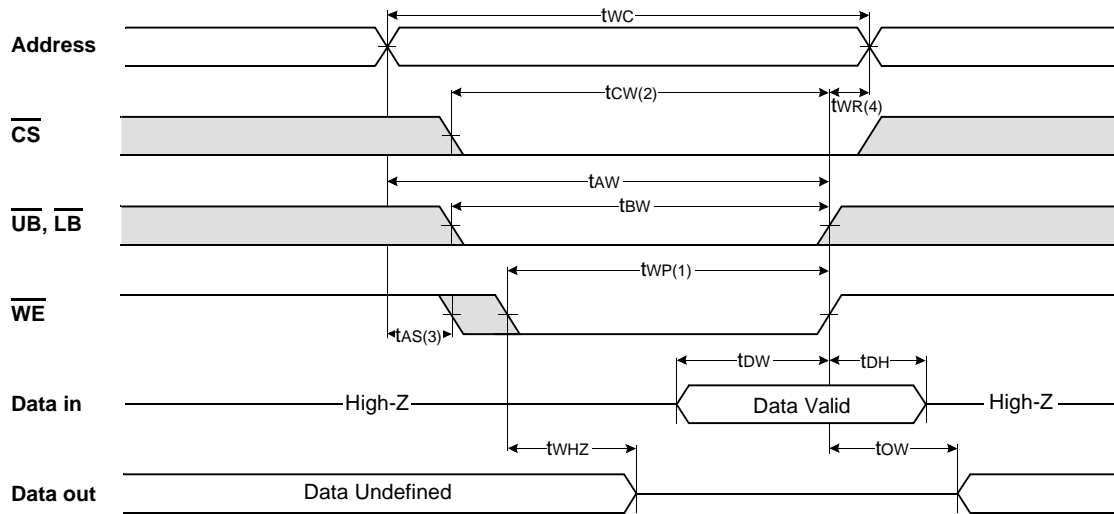 tWC
Address
tCW(2)
tWR(4)
CS
tAW
UB, LB
tBW
tWP(1)
WE
tAS(3)
tDW
tDH
Data in
High-Z
Data Valid
High-Z
tWHZ
tOW
Data out
Data Undefined